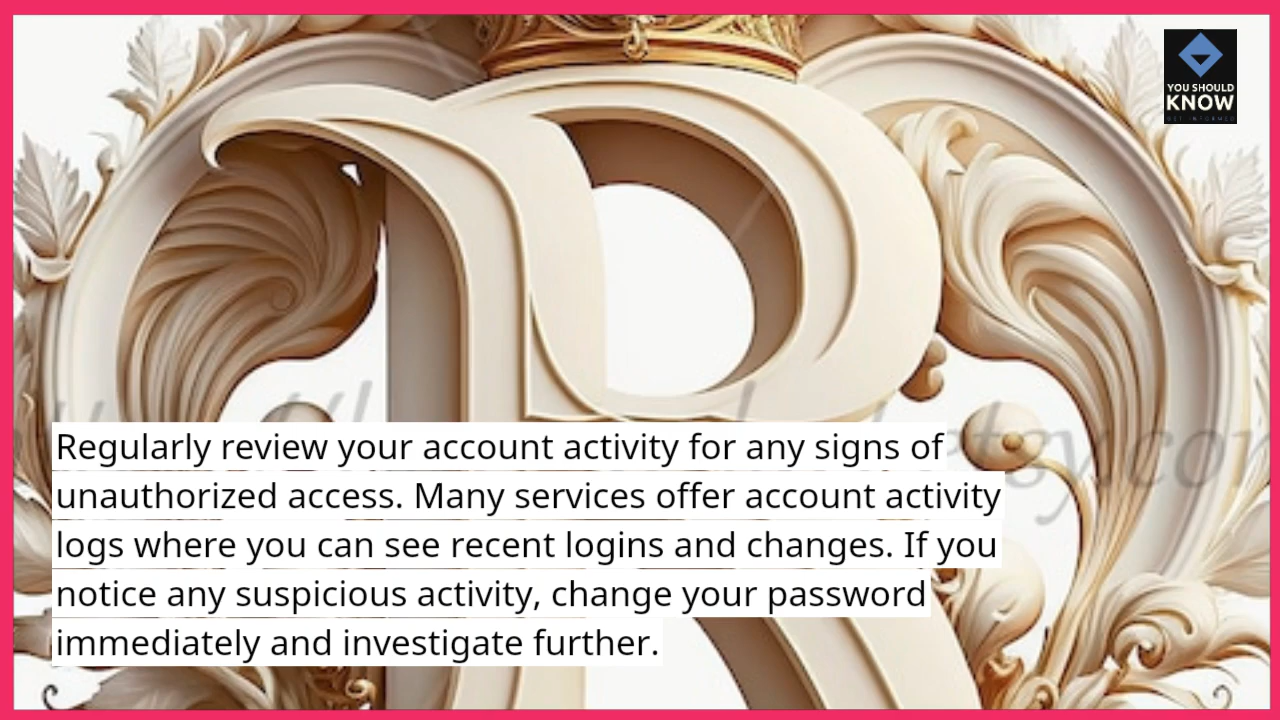 YOU SHOULD
KNOW
GET INFORMED
R
Regularly review your account activity for any signs of
unauthorized access. Many services offer account activity
logs where you can see recent logins and changes. If you
notice any suspicious activity, change your password
immediately and investigate further.